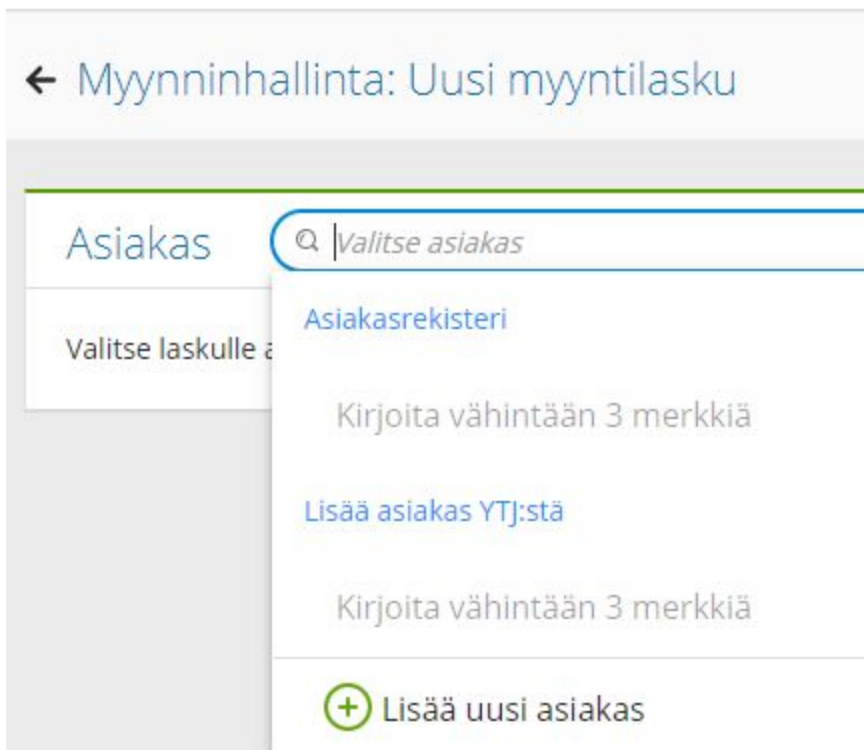 Myynninhallinta: Uusi myyntilasku
Asiakas
Valitse asiakas
Valitse laskulle
Asiakasrekisteri
Kirjoita vähintään 3 merkkiä
Lisää asiakas YTJ:stä
Kirjoita vähintään 3 merkkiä
Lisää uusi asiakas